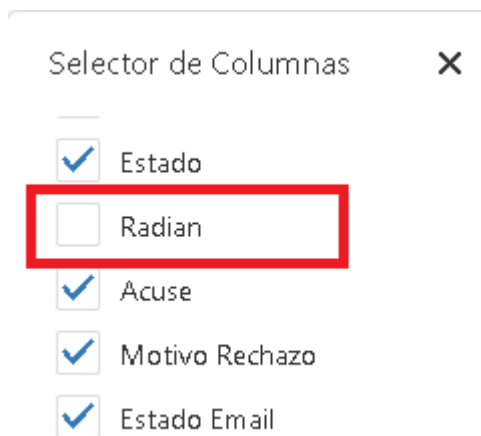 Selector de Columnas
Estado
Radian
Acuse
Motivo Rechazo
Estado Email